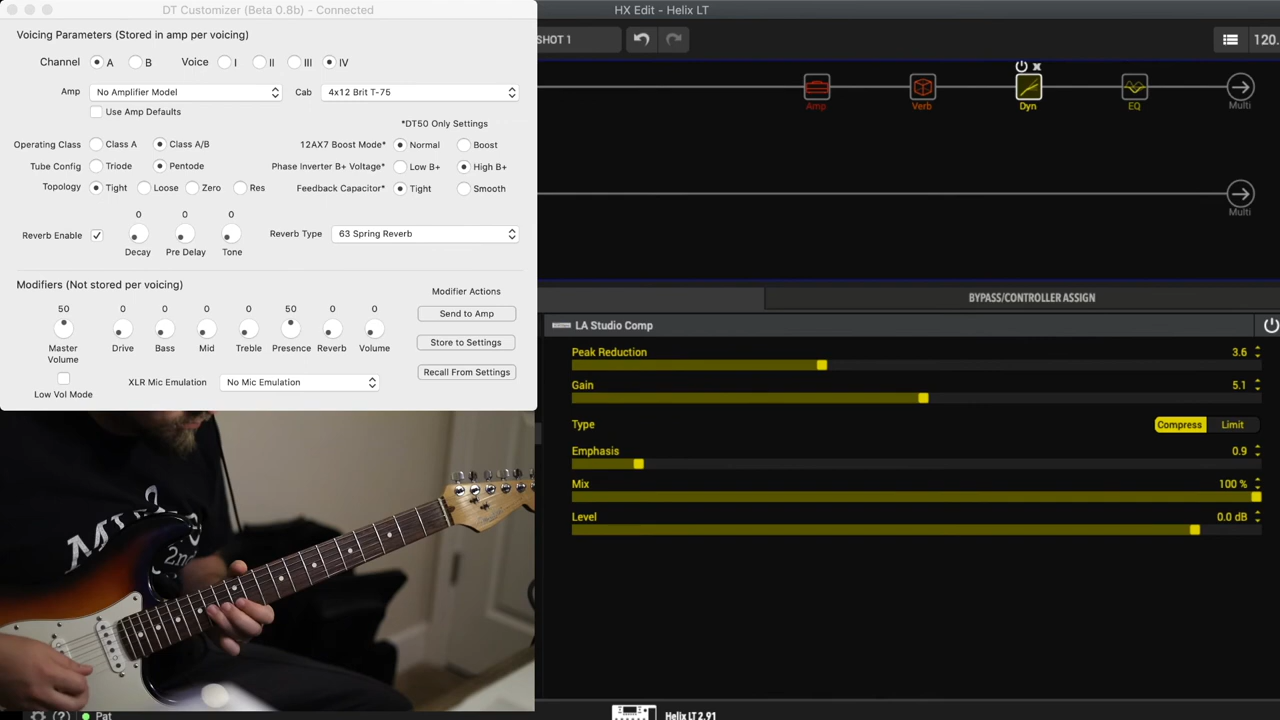 DT Customizer (Beta 0.8b) - Connected
Voicing Parameters (Stored in amp per voicing)
Channel A B Voice I II III IV
Amp No Amplifier Model Cab 4x12 Brit T-75
Use Amp Defaults
*DT50 Only Settings
Operating Class Class A Class A/B 12AX7 Boost Mode* Normal Boost
Tube Config Triode Pentode Phase Inverter B+ Voltage* Low B+ High B+
Topology Tight Loose Zero Res Feedback Capacitor* Tight Smooth
0 0 0
Reverb Enable Reverb Type 63 Spring Reverb
Decay Pre Delay Tone
Modifiers (Not stored per voicing)
Modifier Actions
50 0 0 0 0 50 0 0
Send to Amp
Master Volume Drive Bass Mid Treble Presence Reverb Volume
Store to Settings
Recall From Settings
Low Vol Mode XLR Mic Emulation No Mic Emulation
HX Edit - Helix LT
SHOT 1
120.
Amp Verb Dyn EQ Multi
Multi
BYPASS/CONTROLLER ASSIGN
LA Studio Comp
Peak Reduction 3.6
Gain 5.1
Type Compress Limit
Emphasis 0.9
Mix 100 %
Level 0.0 dB
2nd
Pat
Helix LT 2.91